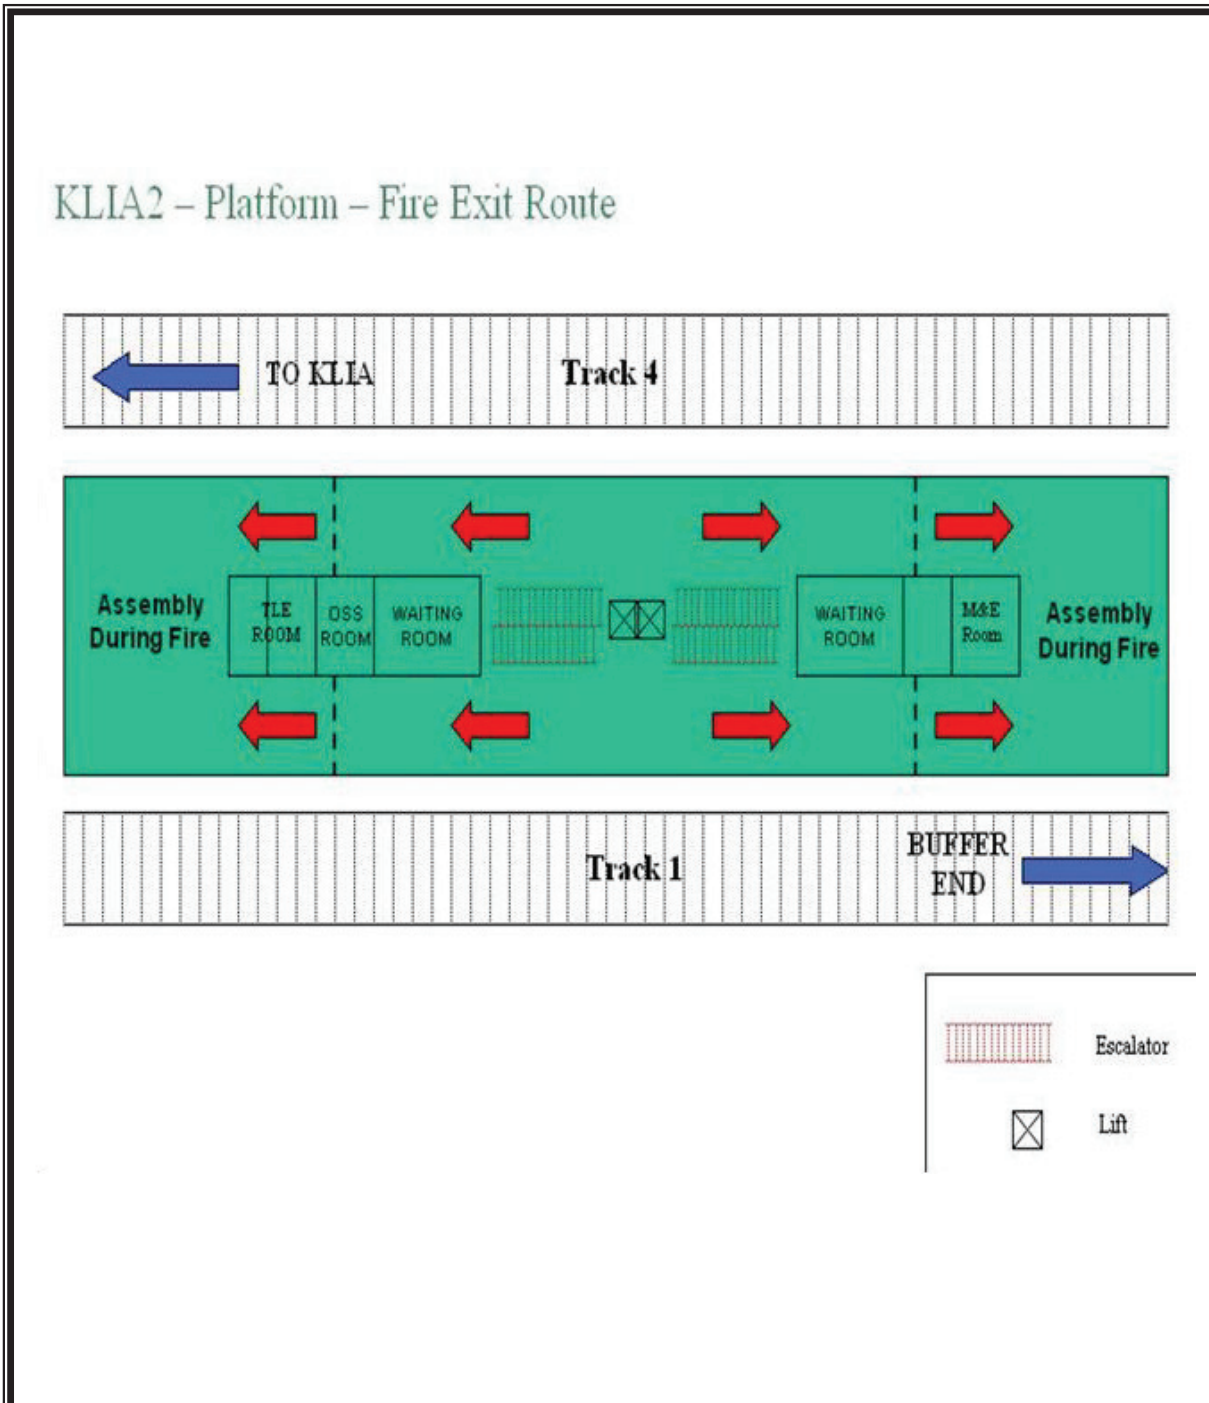 KLIA2 – Platform – Fire Exit Route
TO KLIA
Track 4
Assembly
During Fire
TLE
ROOM
OSS
ROOM
WAITING
ROOM
WAITING
ROOM
M&E
Room
Assembly
During Fire
Track 1
BUFFER
END
Escalator
Lift